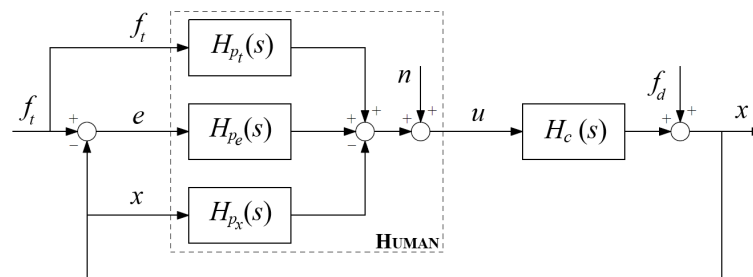 f_t H_{p_t}(s)
n
f_d
f_t + − e H_{p_e}(s) + + − + + u H_c(s) + + x
x H_{p_x}(s)
HUMAN